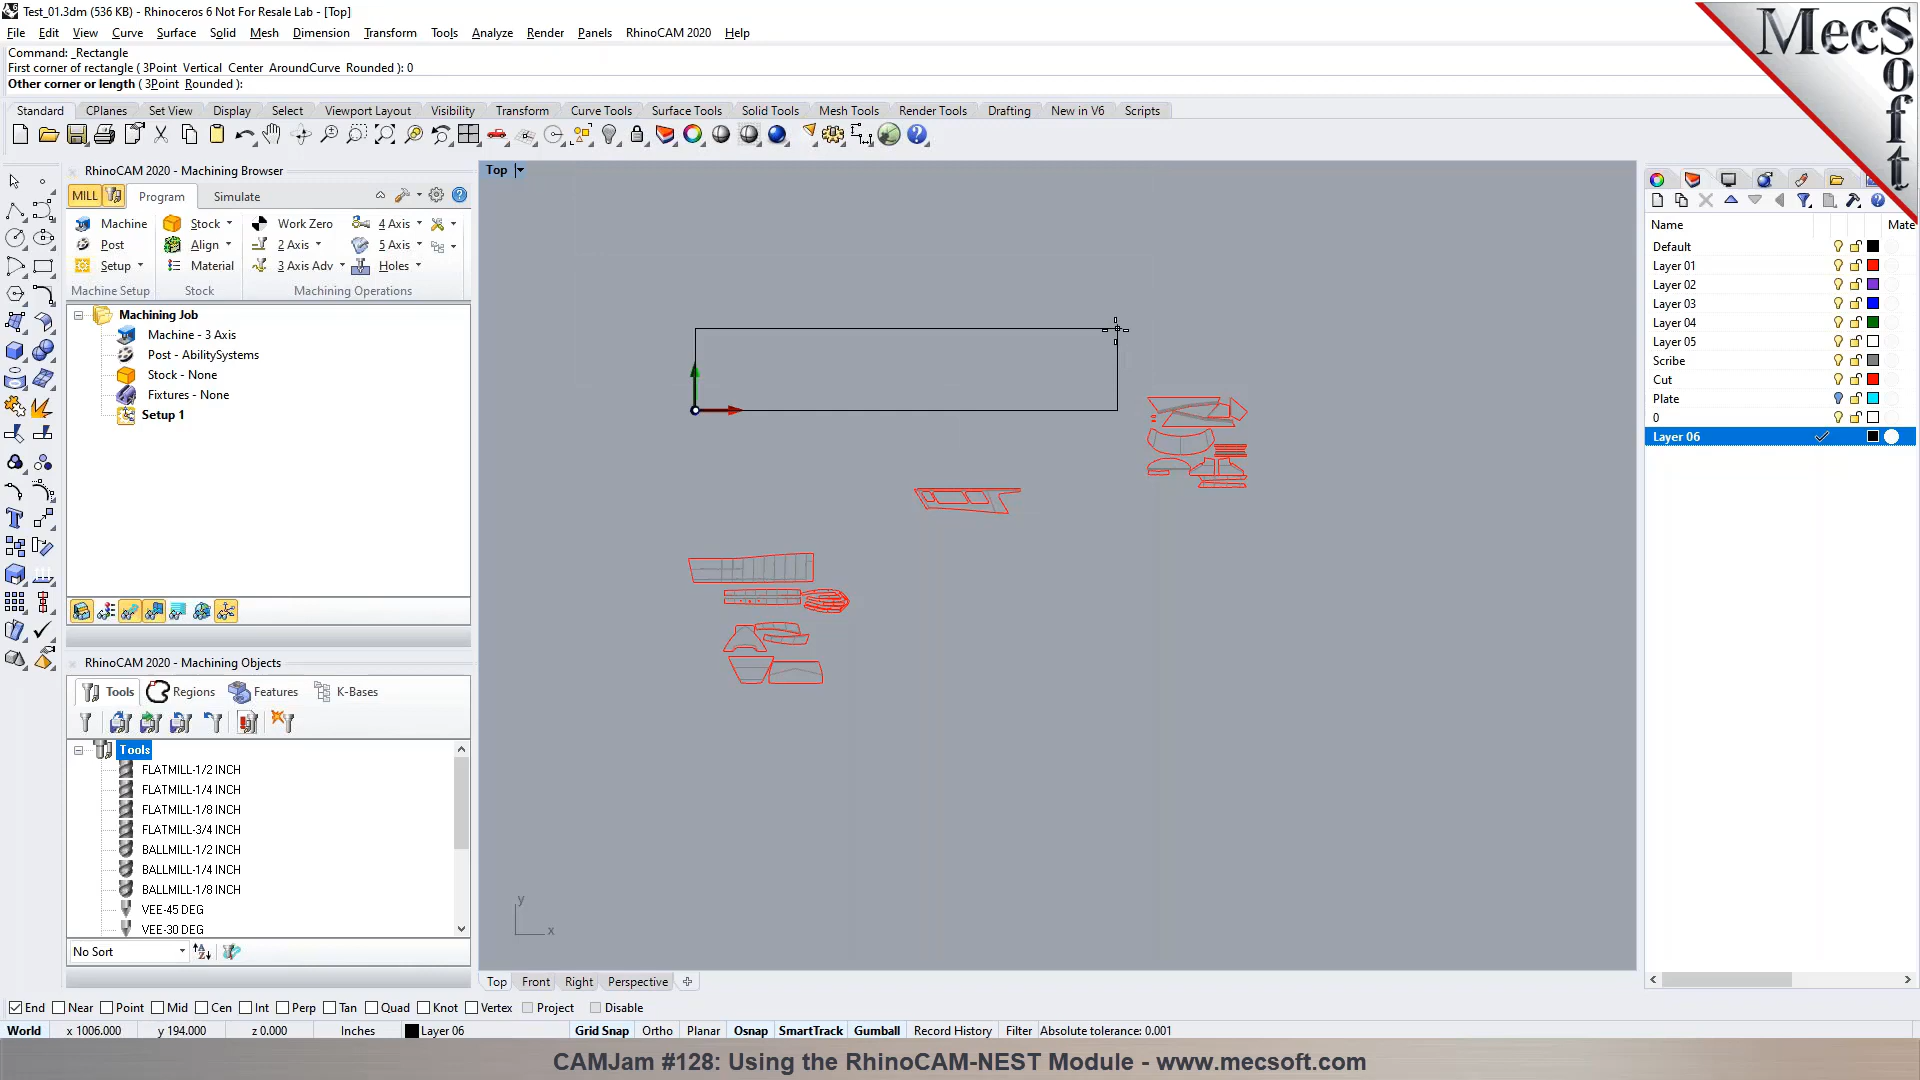 Test_01.3dm (536 KB) - Rhinoceros 6 Not For Resale Lab - [Top]
File Edit View Curve Surface Solid Mesh Dimension Transform Tools Analyze Render Panels RhinoCAM 2020 Help
Command: _Rectangle
First corner of rectangle ( 3Point Vertical Center AroundCurve Rounded ): 0
Other corner or length ( 3Point Rounded ):
Standard CPlanes Set View Display Select Viewport Layout Visibility Transform Curve Tools Surface Tools Solid Tools Mesh Tools Render Tools Drafting New in V6 Scripts
MecSoft
RhinoCAM 2020 - Machining Browser
MILL Program Simulate
Machine Stock Work Zero 4 Axis
Post Align 2 Axis 5 Axis
Setup Material 3 Axis Adv Holes
Machine Setup Stock Machining Operations
Machining Job
Machine - 3 Axis
Post - AbilitySystems
Stock - None
Fixtures - None
Setup 1
RhinoCAM 2020 - Machining Objects
Tools Regions Features K-Bases
Tools
FLATMILL-1/2 INCH
FLATMILL-1/4 INCH
FLATMILL-1/8 INCH
FLATMILL-3/4 INCH
BALLMILL-1/2 INCH
BALLMILL-1/4 INCH
BALLMILL-1/8 INCH
VEE-45 DEG
VEE-30 DEG
No Sort
Top
y
x
Top Front Right Perspective
Name Mate
Default
Layer 01
Layer 02
Layer 03
Layer 04
Layer 05
Scribe
Cut
Plate
0
Layer 06
End Near Point Mid Cen Int Perp Tan Quad Knot Vertex Project Disable
World x 1006.000 y 194.000 z 0.000 Inches Layer 06 Grid Snap Ortho Planar Osnap SmartTrack Gumball Record History Filter Absolute tolerance: 0.001
CAMJam #128: Using the RhinoCAM-NEST Module - www.mecsoft.com